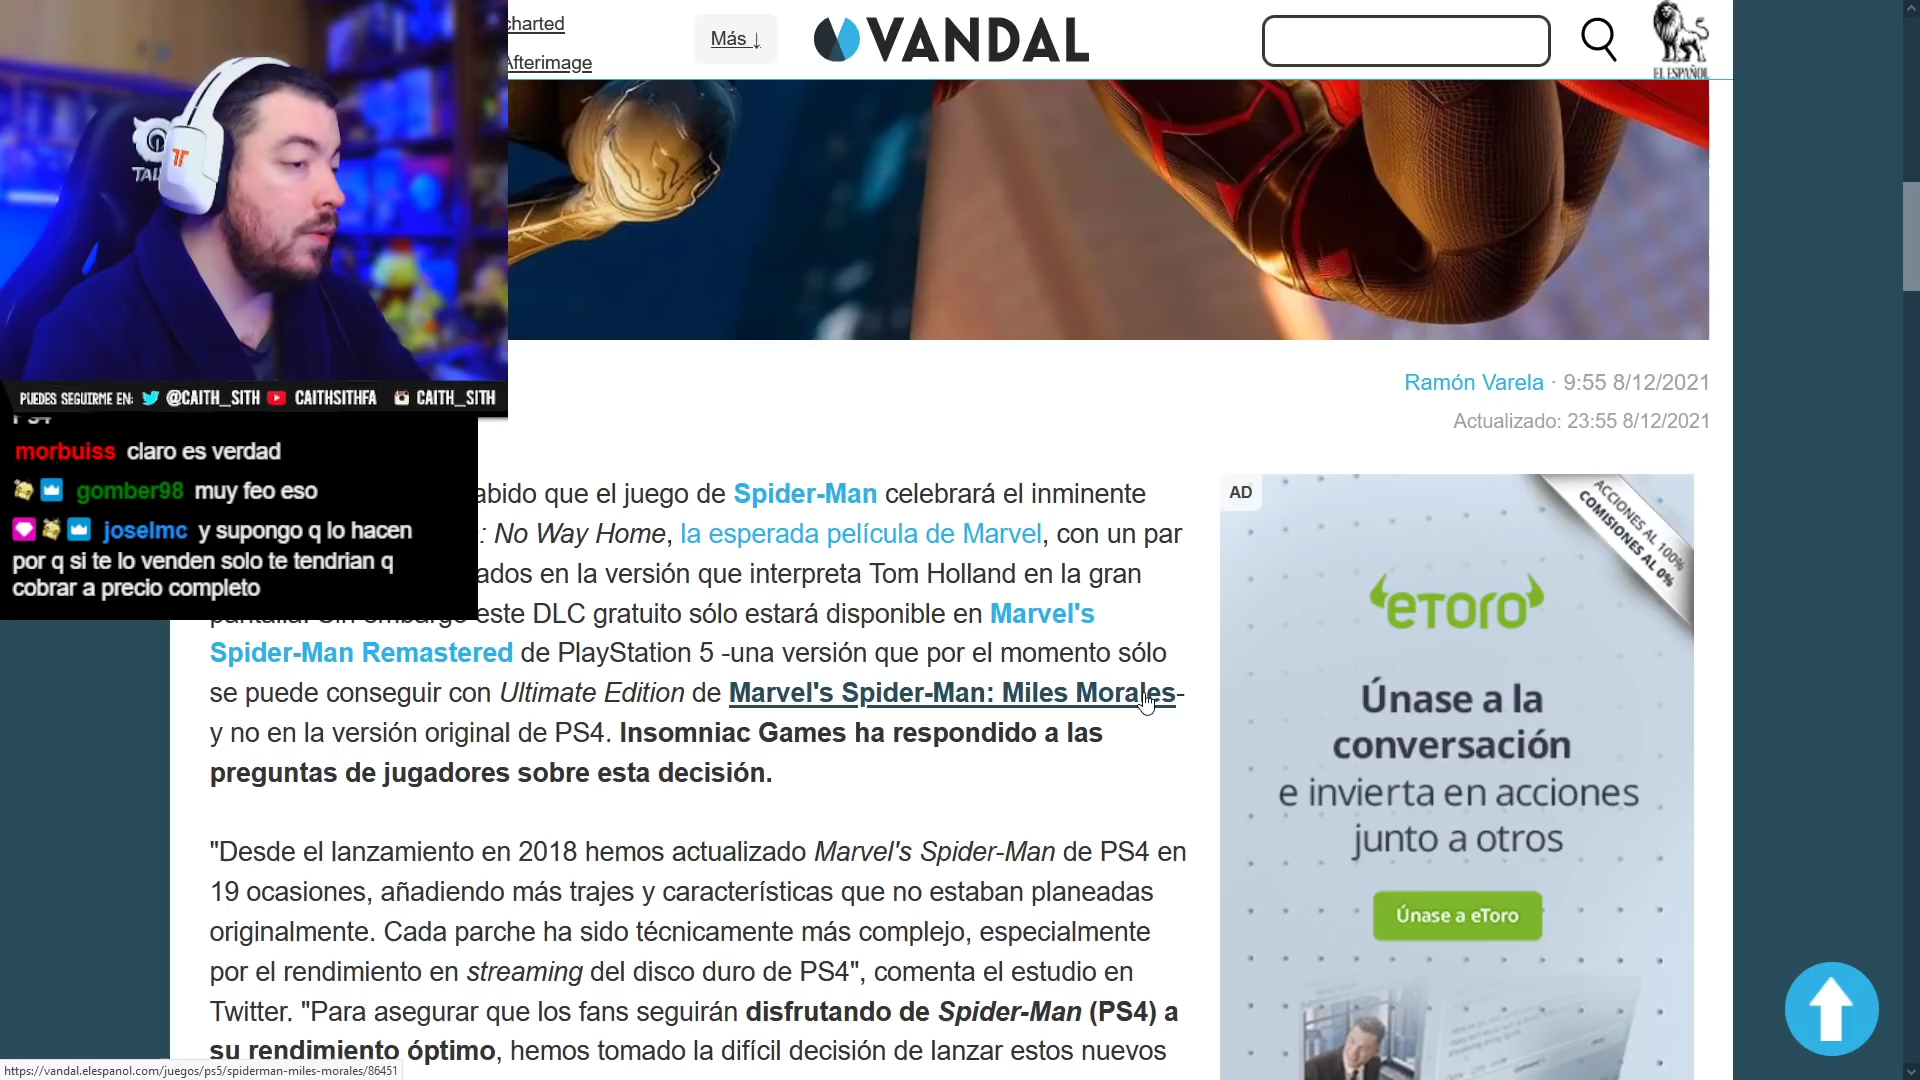 charted
Afterimage
Más ↓
VANDAL
EL ESPAÑOL
PUEDES SEGUIRME EN: @CAITH_SITH CAITHSITHFA CAITH_SITH
PS4
morbuiss claro es verdad
gomber98 muy feo eso
joselmc y supongo q lo hacen
por q si te lo venden solo te tendrian q
cobrar a precio completo
Ramón Varela · 9:55 8/12/2021
Actualizado: 23:55 8/12/2021
abido que el juego de Spider-Man celebrará el inminente
: No Way Home, la esperada película de Marvel, con un par
ados en la versión que interpreta Tom Holland en la gran
pantalla. Sin embargo este DLC gratuito sólo estará disponible en Marvel's
Spider-Man Remastered de PlayStation 5 -una versión que por el momento sólo
se puede conseguir con Ultimate Edition de Marvel's Spider-Man: Miles Morales-
y no en la versión original de PS4. Insomniac Games ha respondido a las
preguntas de jugadores sobre esta decisión.
"Desde el lanzamiento en 2018 hemos actualizado Marvel's Spider-Man de PS4 en
19 ocasiones, añadiendo más trajes y características que no estaban planeadas
originalmente. Cada parche ha sido técnicamente más complejo, especialmente
por el rendimiento en streaming del disco duro de PS4", comenta el estudio en
Twitter. "Para asegurar que los fans seguirán disfrutando de Spider-Man (PS4) a
su rendimiento óptimo, hemos tomado la difícil decisión de lanzar estos nuevos
AD
ACCIONES AL 100%
COMISIONES AL 0%
eToro
Únase a la
conversación
e invierta en acciones
junto a otros
Únase a eToro
https://vandal.elespanol.com/juegos/ps5/spiderman-miles-morales/86451